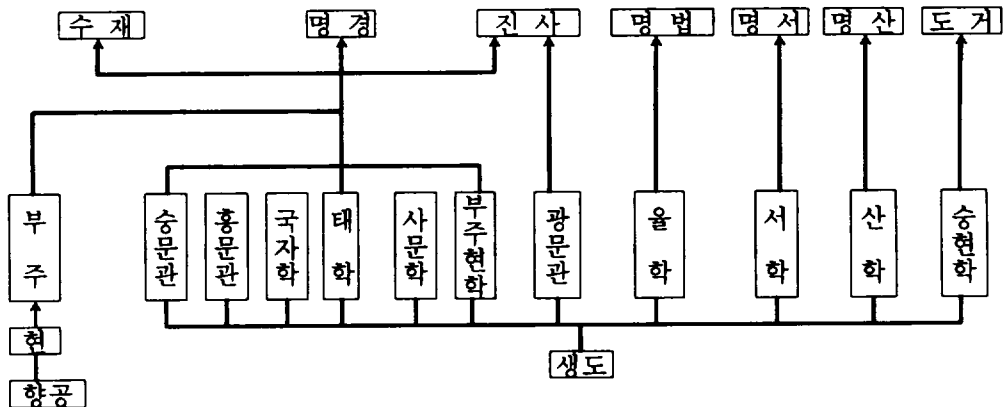 수재 명경 진사 명법 명서 명산 도거
부주 숭문관 홍문관 국자학 태학 사문학 부주현학 광문관 율학 서학 산학 숭현학
현
생도
향공